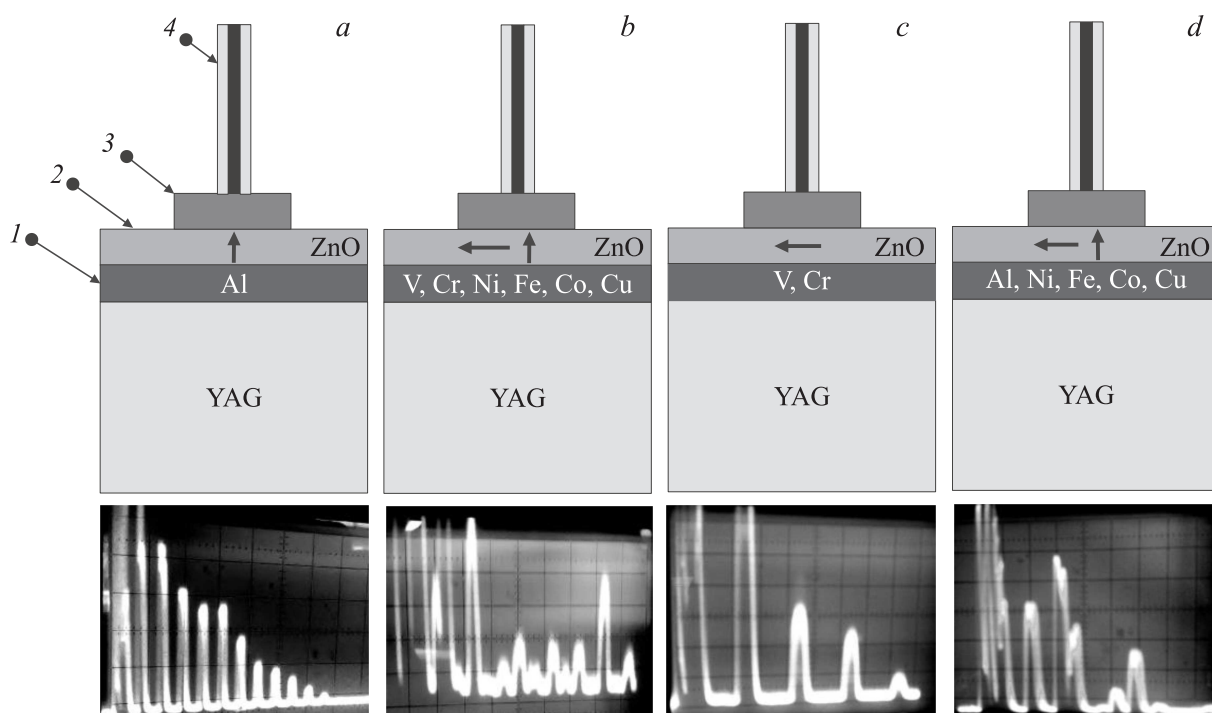 4 a b c d
3
2
1
ZnO ZnO ZnO ZnO
Al V, Cr, Ni, Fe, Co, Cu V, Cr Al, Ni, Fe, Co, Cu
YAG YAG YAG YAG